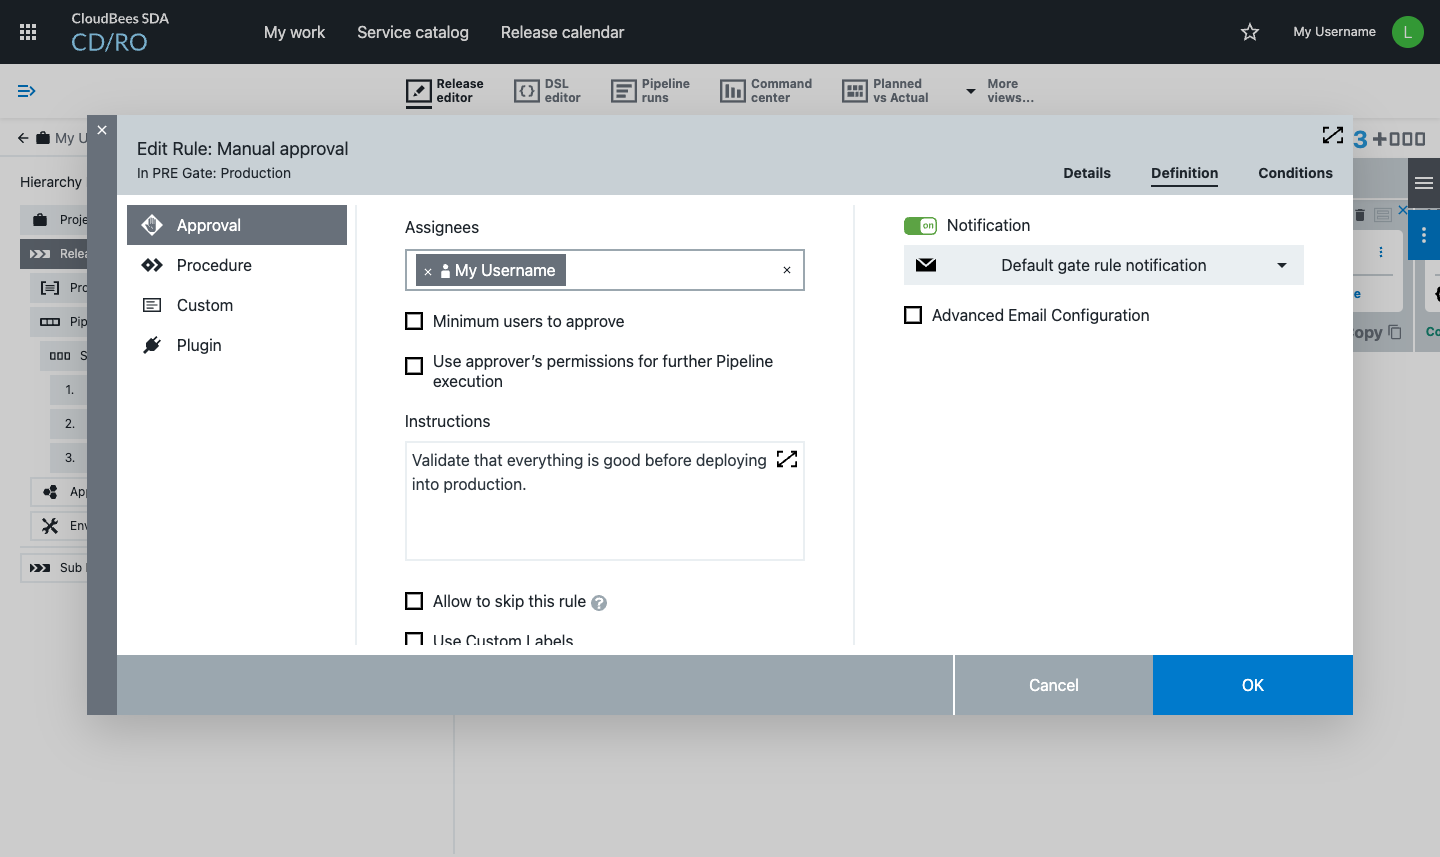 CloudBees SDA
CD/RO
My work
Service catalog
Release calendar
My Username
L
Release editor
DSL editor
Pipeline runs
Command center
Planned vs Actual
More views...
My U
3
Hierarchy
Proje
Relea
Pro
Pip
S
1.
2.
3.
App
Env
Sub
Edit Rule: Manual approval
In PRE Gate: Production
Details
Definition
Conditions
Approval
Procedure
Custom
Plugin
Assignees
× My Username ×
Minimum users to approve
Use approver's permissions for further Pipeline
execution
Instructions
Validate that everything is good before deploying
into production.
Allow to skip this rule ?
Use Custom Labels
on Notification
Default gate rule notification
Advanced Email Configuration
e
opy
Co
Cancel
OK